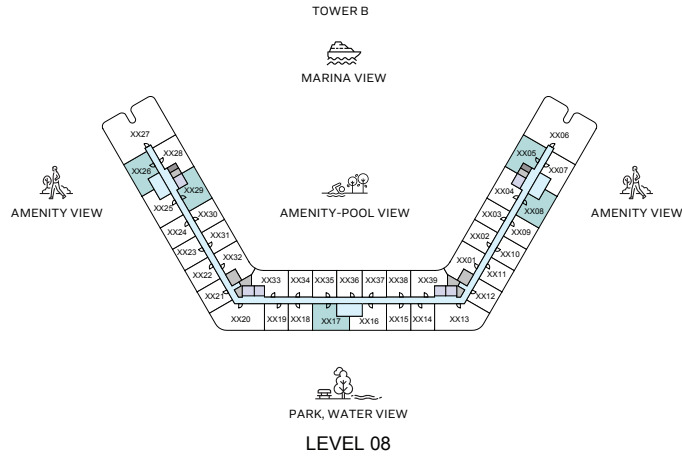 TOWER B
MARINA VIEW
XX27
XX06
XX28
XX05
XX26
XX07
XX29
XX04
AMENITY VIEW
AMENITY-POOL VIEW
AMENITY VIEW
XX25
XX30
XX03
XX08
XX24
XX31
XX02
XX09
XX23
XX32
XX01
XX10
XX22
XX11
XX21
XX33
XX34
XX35
XX36
XX37
XX38
XX39
XX12
XX20
XX19
XX18
XX17
XX16
XX15
XX14
XX13
PARK, WATER VIEW
LEVEL 08